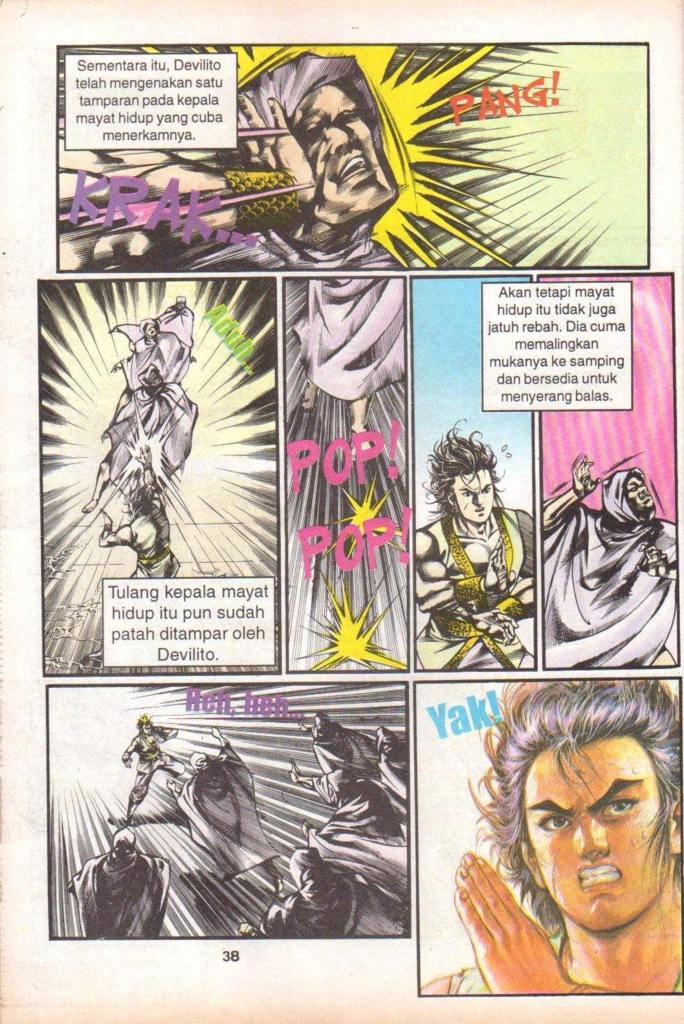 Sementara itu, Devilito
telah mengenakan satu
tamparan pada kepala
mayat hidup yang cuba
menerkamnya.
PANG!
KRAK...
Aduh...
Tulang kepala mayat
hidup itu pun sudah
patah ditampar oleh
Devilito.
POP!
POP!
Akan tetapi mayat
hidup itu tidak juga
jatuh rebah. Dia cuma
memalingkan
mukanya ke samping
dan bersedia untuk
menyerang balas.
Heh, heh...
Yak!
38